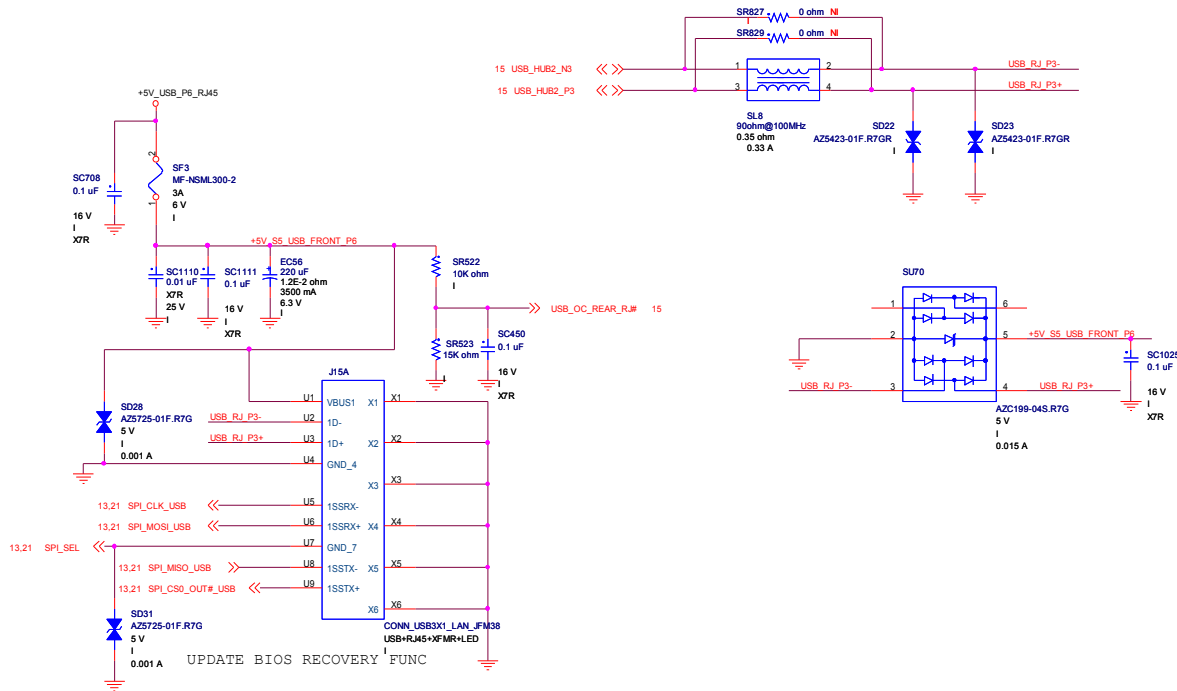 SR827 0 ohm NI
SR829 0 ohm NI
15 USB_HUB2_N3 1 2 USB_RJ_P3-
15 USB_HUB2_P3 3 4 USB_RJ_P3+
SL8
90ohm@100MHz
0.35 ohm
0.33 A
SD22
AZ5423-01F.R7GR
I
SD23
AZ5423-01F.R7GR
I
+5V_USB_P6_RJ45
SC708
0.1 uF
16 V
I
X7R
2
1
SF3
MF-NSML300-2
3A
6 V
I
+5V_S5_USB_FRONT_P6
SC1110
0.01 uF
X7R
25 V
I
SC1111
0.1 uF
16 V
I
X7R
EC56
220 uF
1.2E-2 ohm
3500 mA
6.3 V
I
SR522
10K ohm
I
USB_OC_REAR_RJ# 15
SR523
15K ohm
I
SC450
0.1 uF
16 V
I
X7R
SU70
1 6
2 5 +5V_S5_USB_FRONT_P6
USB_RJ_P3- 3 4 USB_RJ_P3+
AZC199-04S.R7G
5 V
I
0.015 A
SC1025
0.1 uF
16 V
I
X7R
J15A
SD28
AZ5725-01F.R7G
5 V
I
0.001 A
U1 VBUS1 X1 X1
USB_RJ_P3- U2 1D-
USB_RJ_P3+ U3 1D+ X2 X2
U4 GND_4
X3 X3
13,21 SPI_CLK_USB U5 1SSRX-
13,21 SPI_MOSI_USB U6 1SSRX+ X4 X4
13,21 SPI_SEL U7 GND_7
13,21 SPI_MISO_USB U8 1SSTX- X5 X5
13,21 SPI_CS0_OUT#_USB U9 1SSTX+
X6 X6
CONN_USB3X1_LAN_JFM38
USB+RJ45+XFMR+LED
I
SD31
AZ5725-01F.R7G
5 V
I
0.001 A
UPDATE BIOS RECOVERY FUNC